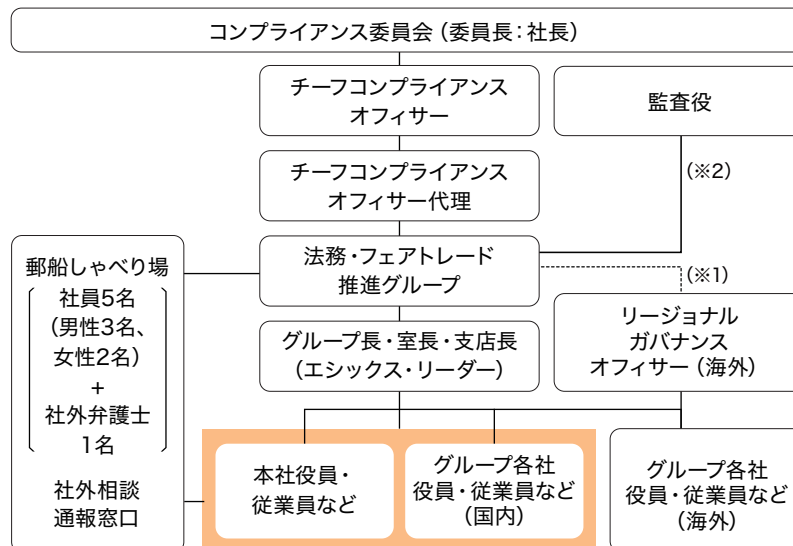 コンプライアンス委員会（委員長：社長）
チーフコンプライアンス
オフィサー
監査役
チーフコンプライアンス
オフィサー代理
（※2）
法務・フェアトレード
推進グループ
（※1）
郵船しゃべり場
社員5名
（男性3名、
女性2名）
+
社外弁護士
1名
社外相談
通報窓口
グループ長・室長・支店長
（エシックス・リーダー）
リージョナル
ガバナンス
オフィサー（海外）
本社役員・
従業員など
グループ各社
役員・従業員など
（国内）
グループ各社
役員・従業員など
（海外）